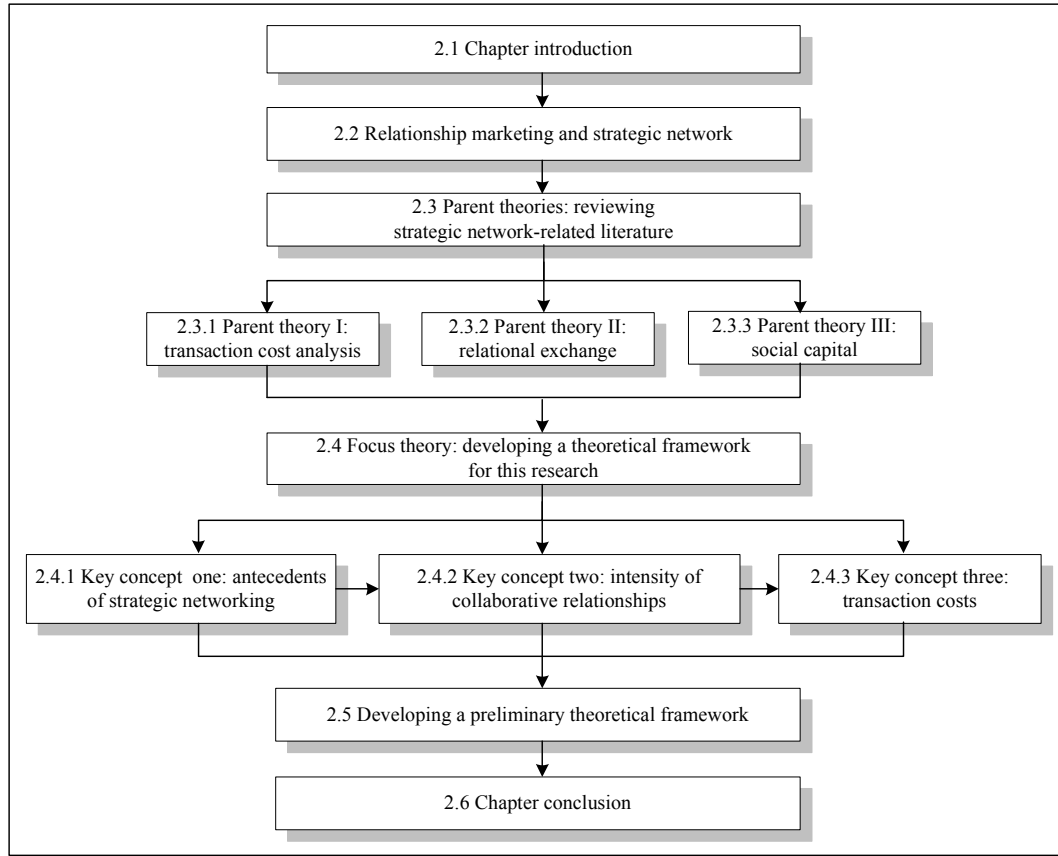 2.1 Chapter introduction
2.2 Relationship marketing and strategic network
2.3 Parent theories: reviewing
strategic network-related literature
2.3.1 Parent theory I:
transaction cost analysis
2.3.2 Parent theory II:
relational exchange
2.3.3 Parent theory III:
social capital
2.4 Focus theory: developing a theoretical framework
for this research
2.4.1 Key concept one: antecedents
of strategic networking
2.4.2 Key concept two: intensity of
collaborative relationships
2.4.3 Key concept three:
transaction costs
2.5 Developing a preliminary theoretical framework
2.6 Chapter conclusion